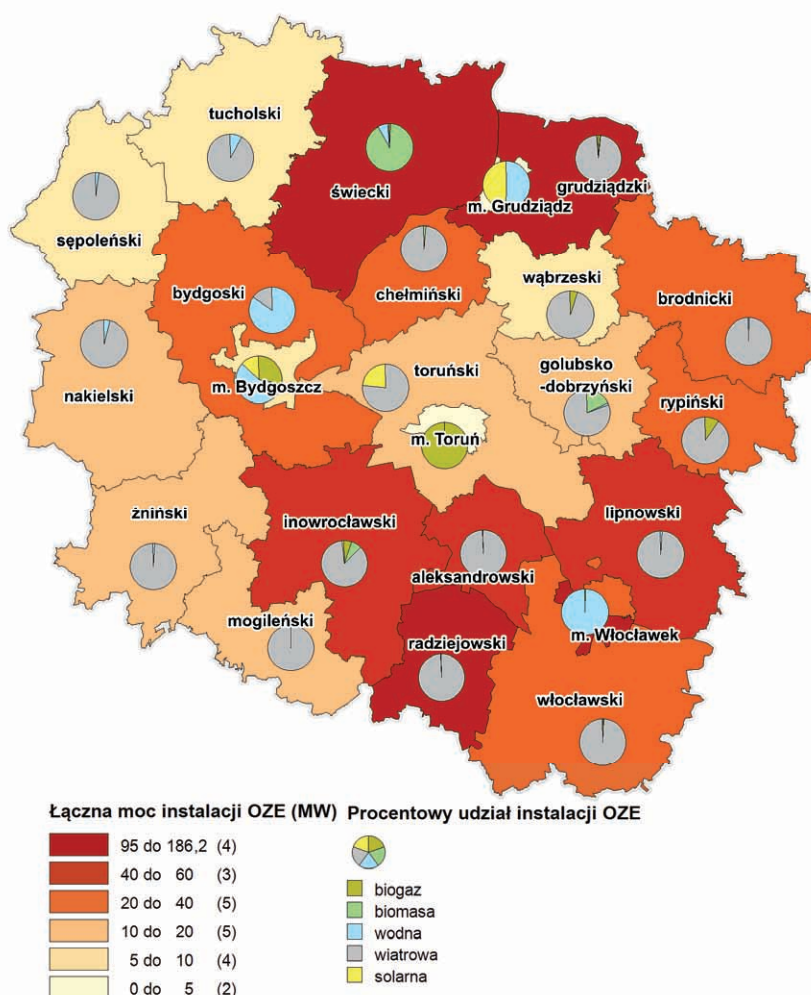 tucholski
świecki
grudziądzki
m. Grudziądz
sępoleński
bydgoski
chełmiński
wąbrzeski
brodnicki
nakielski
m. Bydgoszcz
toruński
golubsko
-dobrzyński
rypiński
m. Toruń
żniński
inowrocławski
lipnowski
aleksandrowski
mogileński
radziejowski
m. Włocławek
włocławski
Łączna moc instalacji OZE (MW)
95 do 186,2 (4)
40 do 60 (3)
20 do 40 (5)
10 do 20 (5)
5 do 10 (4)
0 do 5 (2)
Procentowy udział instalacji OZE
biogaz
biomasa
wodna
wiatrowa
solarna